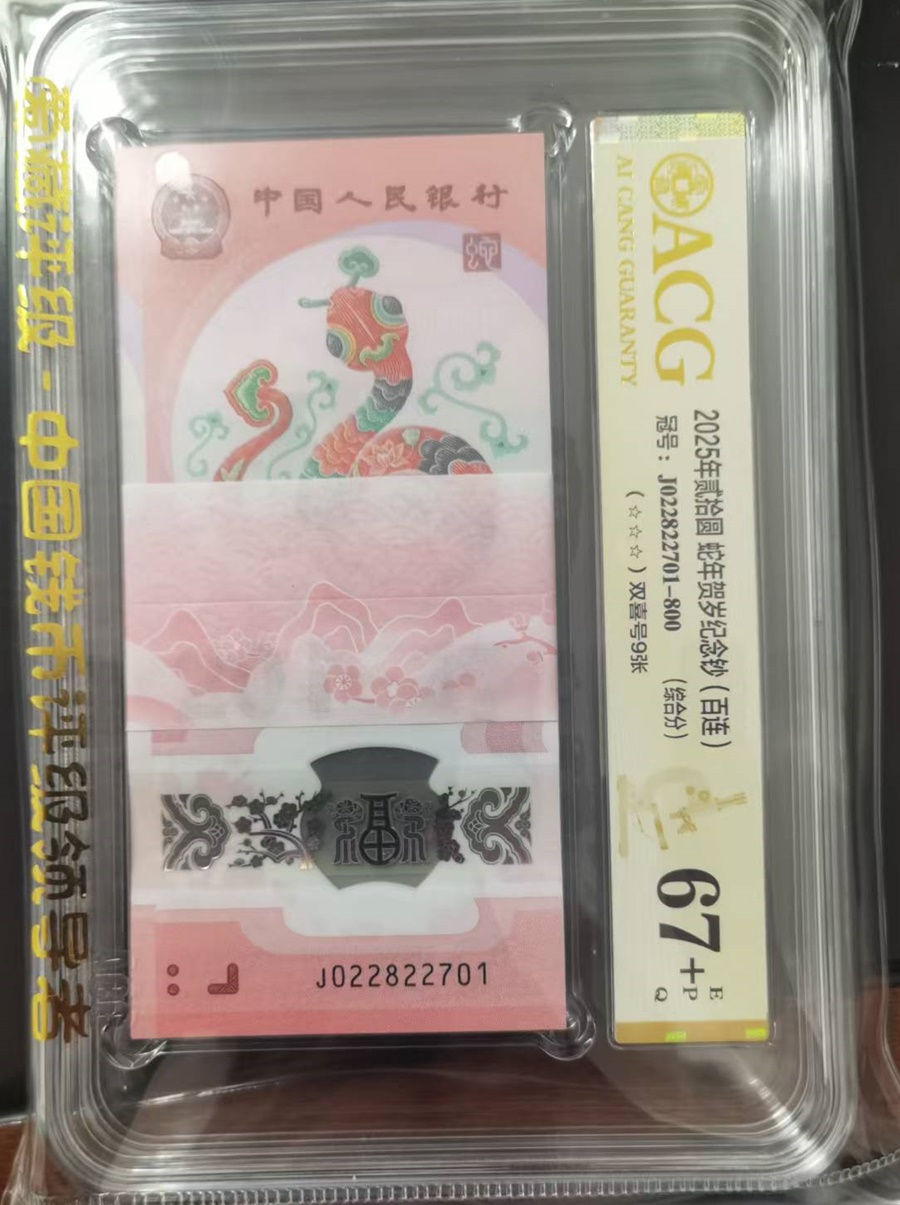 爱藏评级-中国钱币评级领导者
中国人民银行
福
J022822701
ACG
AI CANG GUARANTY
2025年贰拾圆 蛇年贺岁纪念钞（百连）
冠号：J022822701-800 （综合分）
（☆☆☆）双喜号9张
67+
E
P
Q